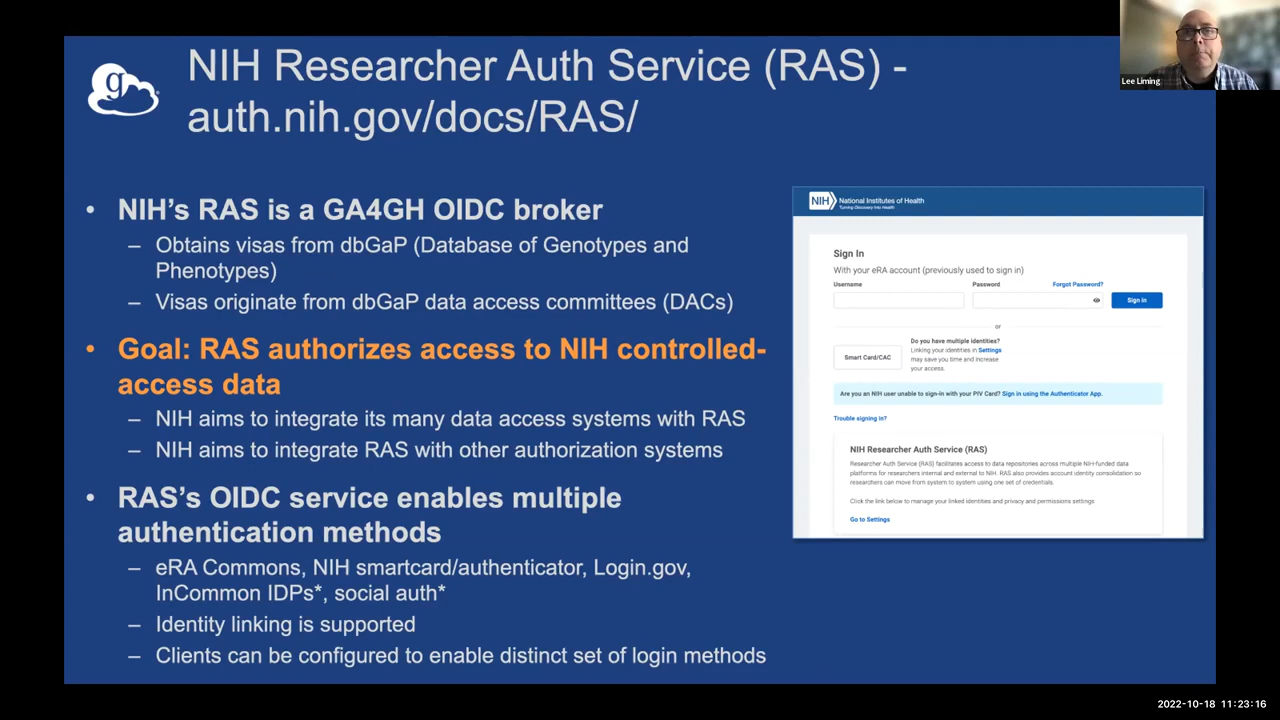 NIH Researcher Auth Service (RAS) -
auth.nih.gov/docs/RAS/
g
Lee Liming
• NIH's RAS is a GA4GH OIDC broker
– Obtains visas from dbGaP (Database of Genotypes and
Phenotypes)
– Visas originate from dbGaP data access committees (DACs)
• Goal: RAS authorizes access to NIH controlled-
access data
– NIH aims to integrate its many data access systems with RAS
– NIH aims to integrate RAS with other authorization systems
• RAS's OIDC service enables multiple
authentication methods
– eRA Commons, NIH smartcard/authenticator, Login.gov,
InCommon IDPs*, social auth*
– Identity linking is supported
– Clients can be configured to enable distinct set of login methods
NIH National Institutes of Health
Turning Discovery Into Health
Sign In
With your eRA account (previously used to sign in)
Username Password Forgot Password?
Sign in
or
Smart Card/CAC
Do you have multiple identities?
Linking your identities in Settings
may save you time and increase
your access.
Are you an NIH user unable to sign-in with your PIV Card? Sign in using the Authenticator App.
Trouble signing in?
NIH Researcher Auth Service (RAS)
Researcher Auth Service (RAS) facilitates access to data repositories across multiple NIH-funded data
platforms for researchers internal and external to NIH. RAS also provides account identity consolidation so
researchers can move from system to system using one set of credentials.
Click the link below to manage your linked identities and privacy and permissions settings
Go to Settings
2022-10-18 11:23:16